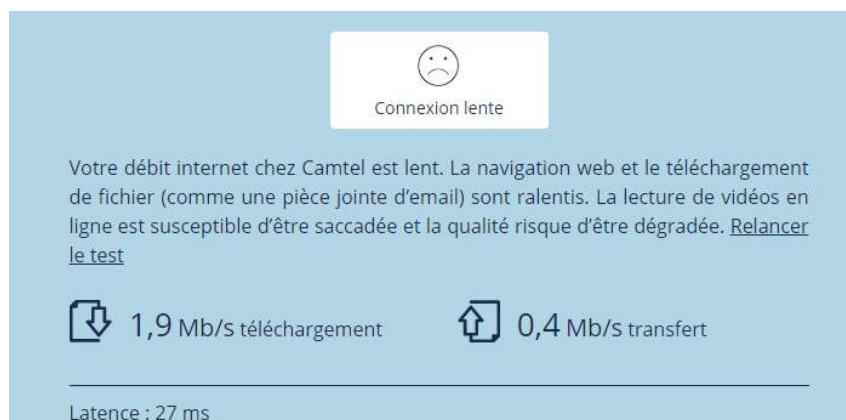 Connexion lente
Votre débit internet chez Camtel est lent. La navigation web et le téléchargement
de fichier (comme une pièce jointe d’email) sont ralentis. La lecture de vidéos en
ligne est susceptible d’être saccadée et la qualité risque d’être dégradée. Relancer
le test
1,9 Mb/s téléchargement 0,4 Mb/s transfert
Latence : 27 ms